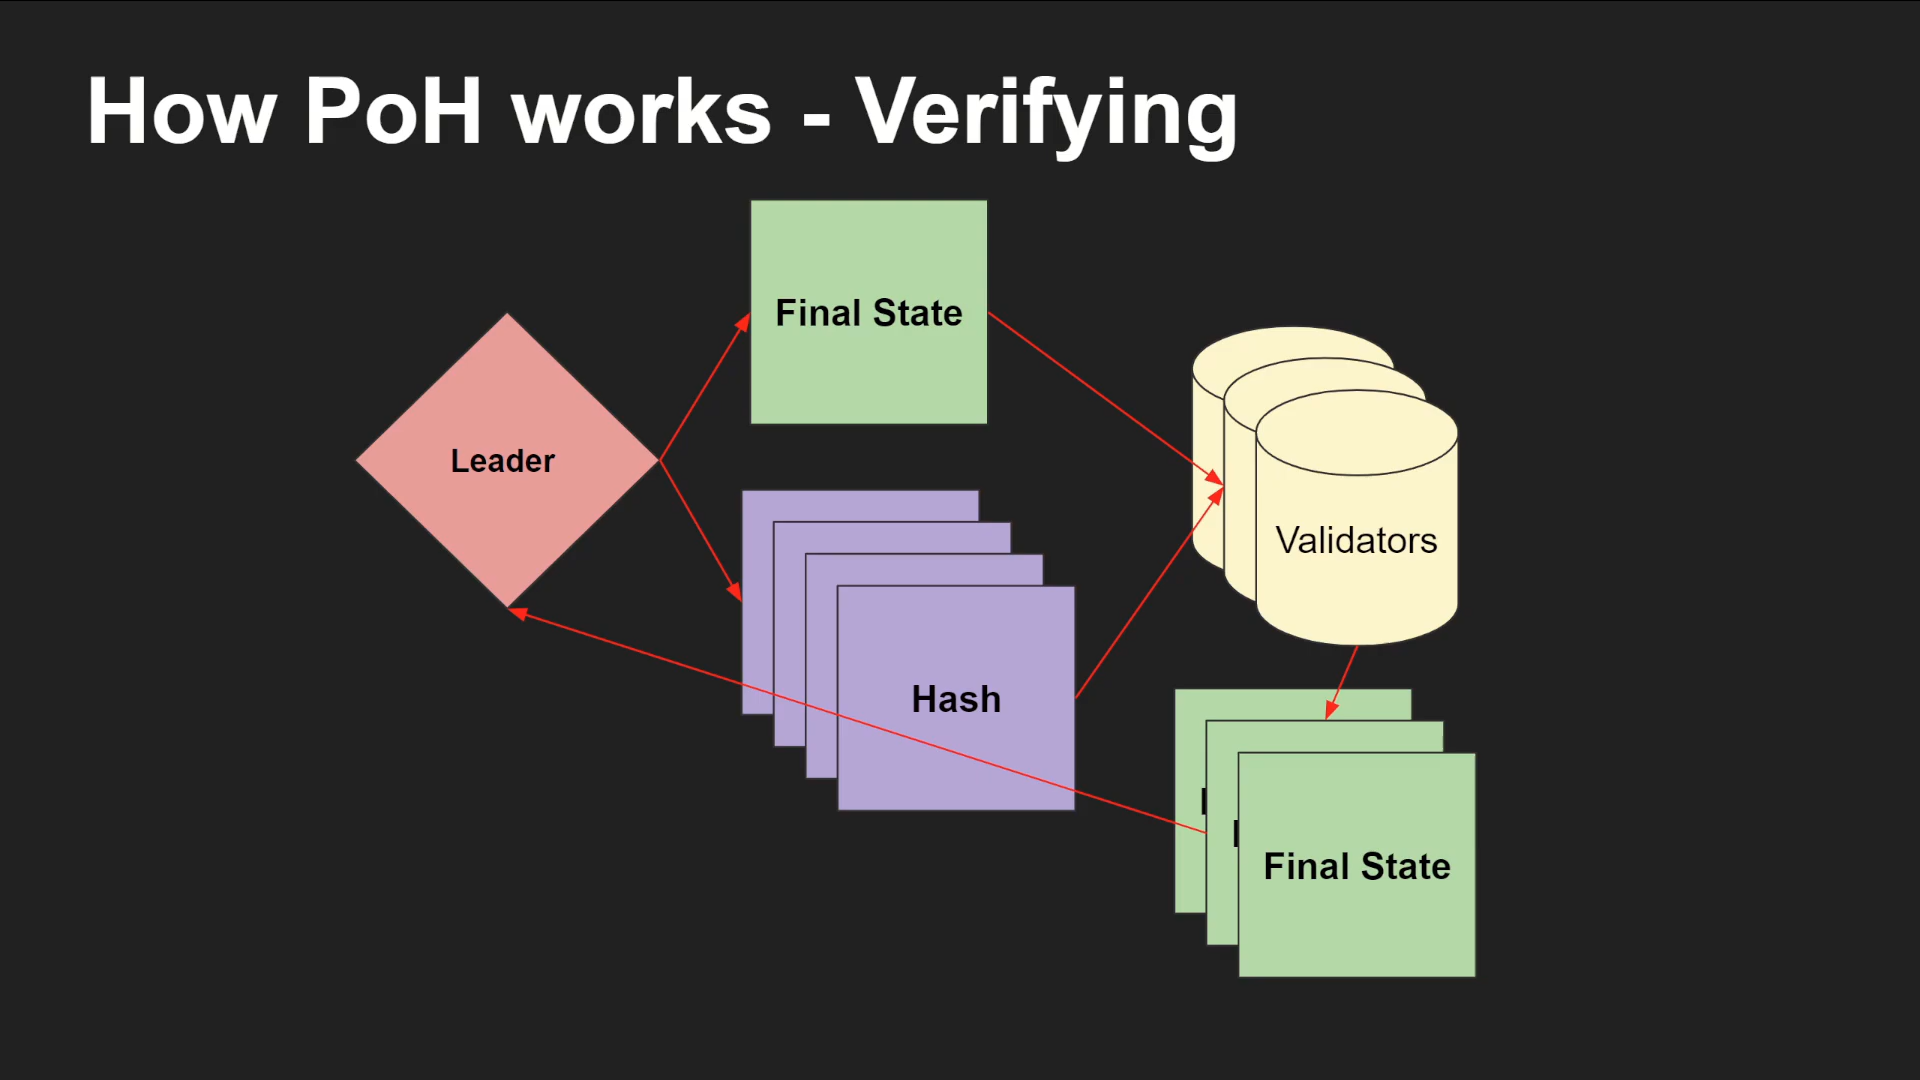 How PoH works - Verifying
Final State
Leader
Validators
Hash
Final State